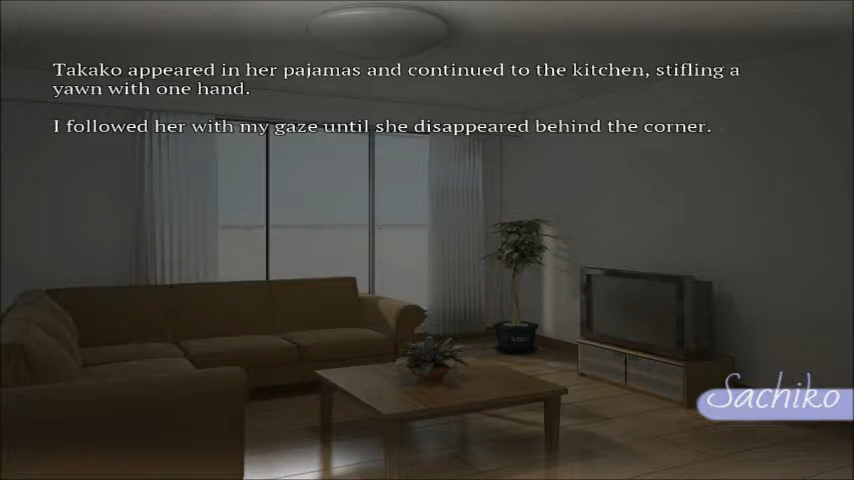 Takako appeared in her pajamas and continued to the kitchen, stifling a
yawn with one hand.
I followed her with my gaze until she disappeared behind the corner.
Sachiko